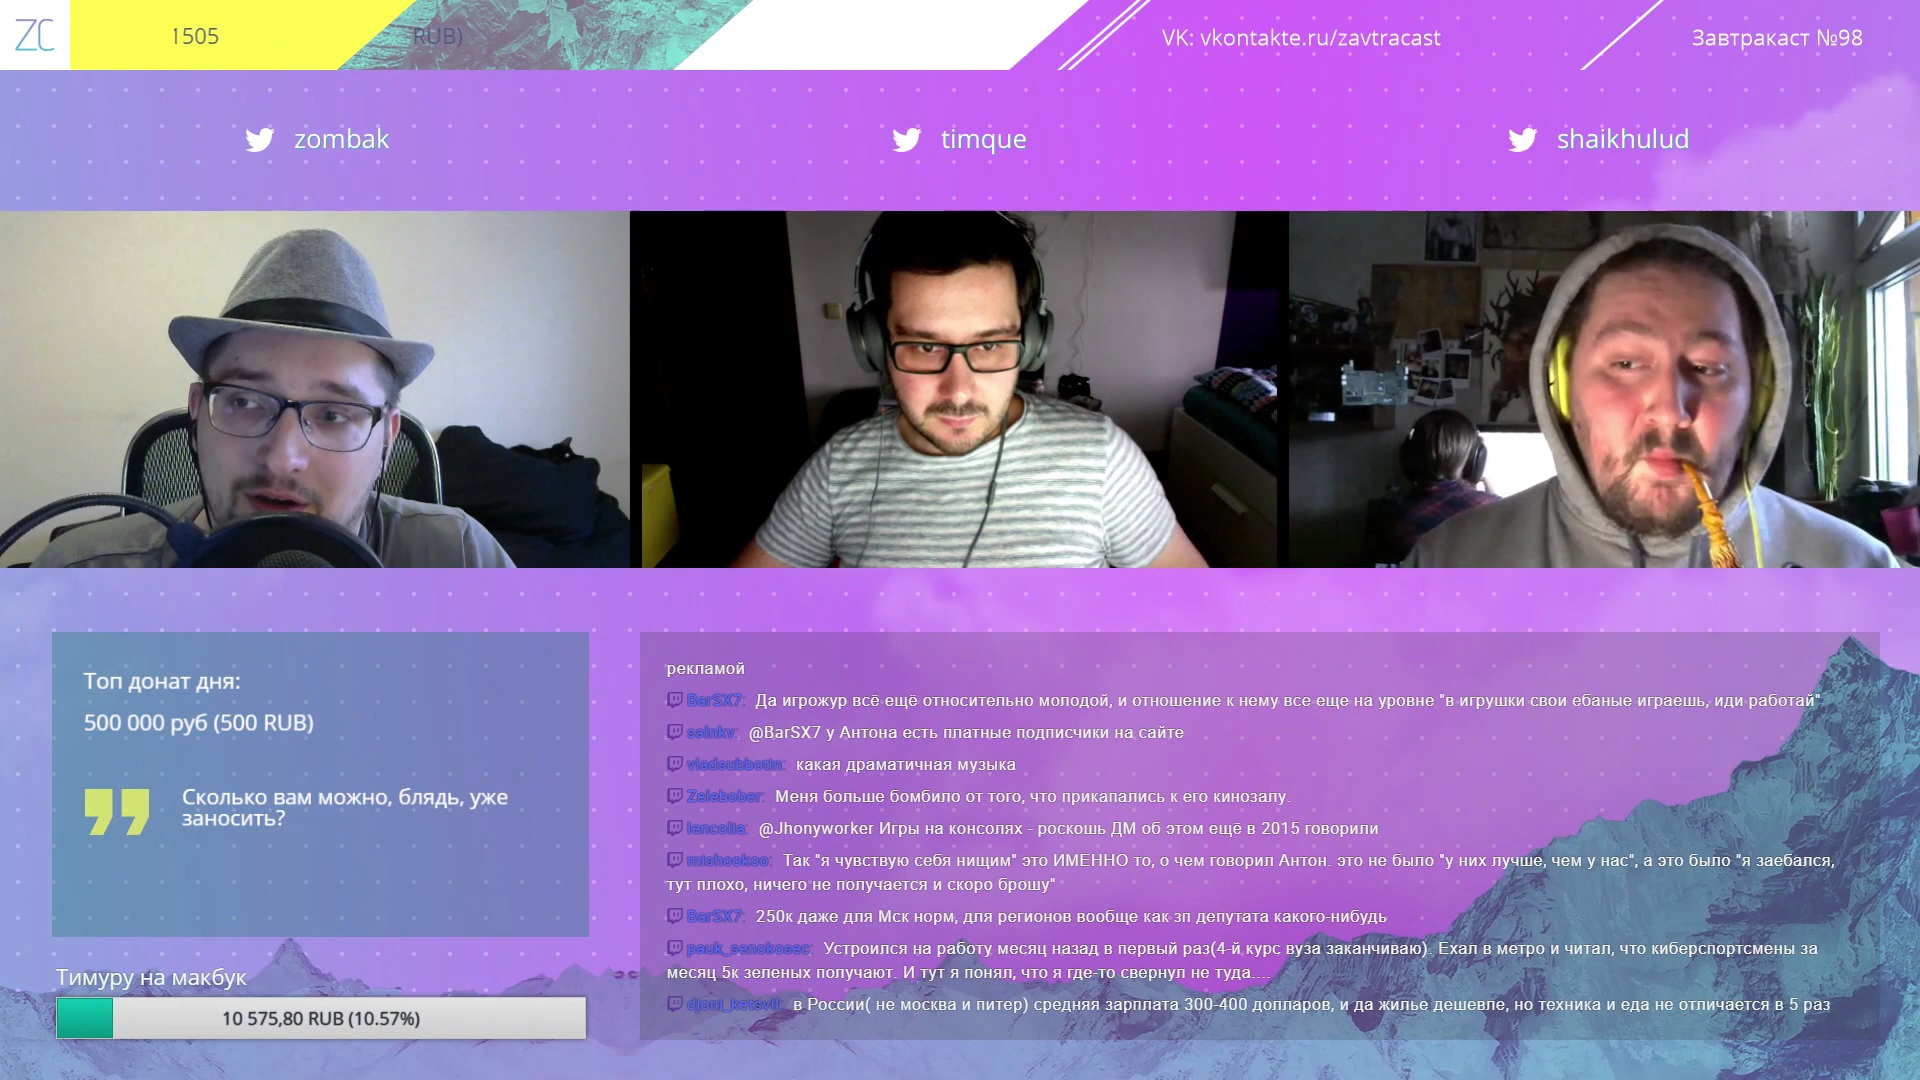 ZC
1505
RUB)
VK: vkontakte.ru/zavtracast
Завтракаст №98
zombak
timque
shaikhulud
Топ донат дня:
500 000 руб (500 RUB)
Сколько вам можно, блядь, уже
заносить?
Тимуру на макбук
10 575,80 RUB (10.57%)
рекламой
BarSX7: Да игрожур всё ещё относительно молодой, и отношение к нему все еще на уровне "в игрушки свои ебаные играешь, иди работай"
sainkv: @BarSX7 у Антона есть платные подписчики на сайте
vladsubbotin: какая драматичная музыка
Zelebober: Меня больше бомбило от того, что прикапались к его кинозалу.
lencolia: @Jhonyworker Игры на консолях - роскошь ДМ об этом ещё в 2015 говорили
mishookoo: Так "я чувствую себя нищим" это ИМЕННО то, о чем говорил Антон. это не было "у них лучше, чем у нас", а это было "я заебался,
тут плохо, ничего не получается и скоро брошу"
BarSX7: 250к даже для Мск норм, для регионов вообще как зп депутата какого-нибудь
pauk_senokosec: Устроился на работу месяц назад в первый раз(4-й курс вуза заканчиваю). Ехал в метро и читал, что киберспортсмены за
месяц 5к зеленых получают. И тут я понял, что я где-то свернул не туда....
в России( не москва и питер) средняя зарплата 300-400 долларов, и да жилье дешевле, но техника и еда не отличается в 5 раз